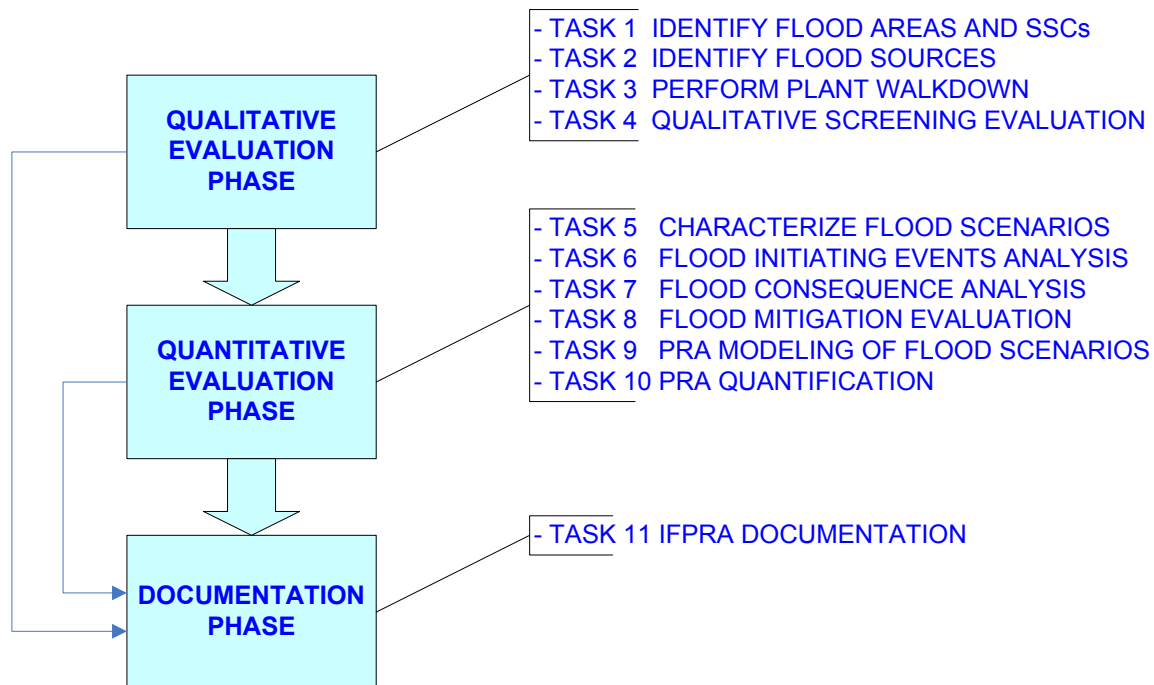 - TASK 1 IDENTIFY FLOOD AREAS AND SSCs
- TASK 2 IDENTIFY FLOOD SOURCES
- TASK 3 PERFORM PLANT WALKDOWN
- TASK 4 QUALITATIVE SCREENING EVALUATION
QUALITATIVE
EVALUATION
PHASE
- TASK 5 CHARACTERIZE FLOOD SCENARIOS
- TASK 6 FLOOD INITIATING EVENTS ANALYSIS
- TASK 7 FLOOD CONSEQUENCE ANALYSIS
- TASK 8 FLOOD MITIGATION EVALUATION
- TASK 9 PRA MODELING OF FLOOD SCENARIOS
- TASK 10 PRA QUANTIFICATION
QUANTITATIVE
EVALUATION
PHASE
- TASK 11 IFPRA DOCUMENTATION
DOCUMENTATION
PHASE